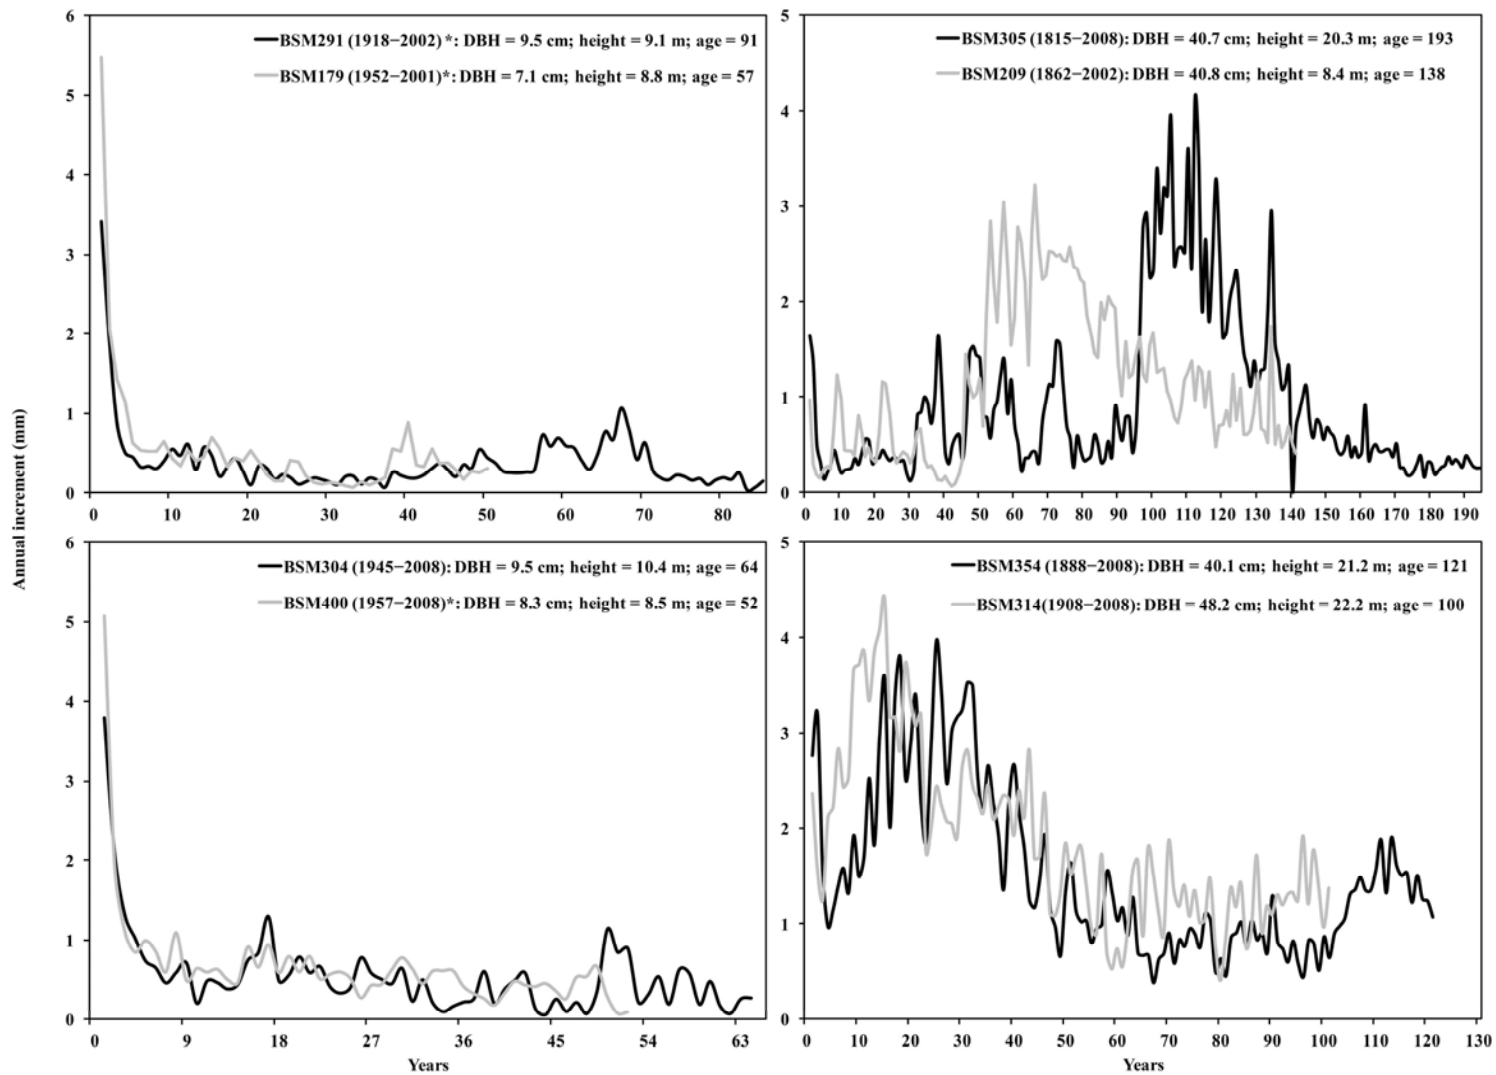 Annual increment (mm)
6
5
4
3
2
1
0
BSM291 (1918−2002) *: DBH = 9.5 cm; height = 9.1 m; age = 91
BSM179 (1952−2001)*: DBH = 7.1 cm; height = 8.8 m; age = 57
0 10 20 30 40 50 60 70 80
5
4
3
2
1
0
BSM305 (1815−2008): DBH = 40.7 cm; height = 20.3 m; age = 193
BSM209 (1862−2002): DBH = 40.8 cm; height = 8.4 m; age = 138
0 10 20 30 40 50 60 70 80 90 100 110 120 130 140 150 160 170 180 190
6
5
4
3
2
1
0
BSM304 (1945−2008): DBH = 9.5 cm; height = 10.4 m; age = 64
BSM400 (1957−2008)*: DBH = 8.3 cm; height = 8.5 m; age = 52
0 9 18 27 36 45 54 63
Years
5
4
3
2
1
0
BSM354 (1888−2008): DBH = 40.1 cm; height = 21.2 m; age = 121
BSM314(1908−2008): DBH = 48.2 cm; height = 22.2 m; age = 100
0 10 20 30 40 50 60 70 80 90 100 110 120 130
Years